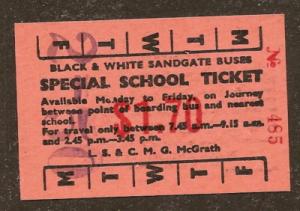 F T W T M
BLACK & WHITE SANDGATE BUSES
SPECIAL SCHOOL TICKET
Available Monday to Friday, on Journey
between point of boarding bus and nearest
school.
$1.70
For travel only between 7.45 a.m.-9.15 a.m.
and 2.45 p.m.-3.45 p.m.
S. & C. M. G. McGrath
M T W T F
No 485